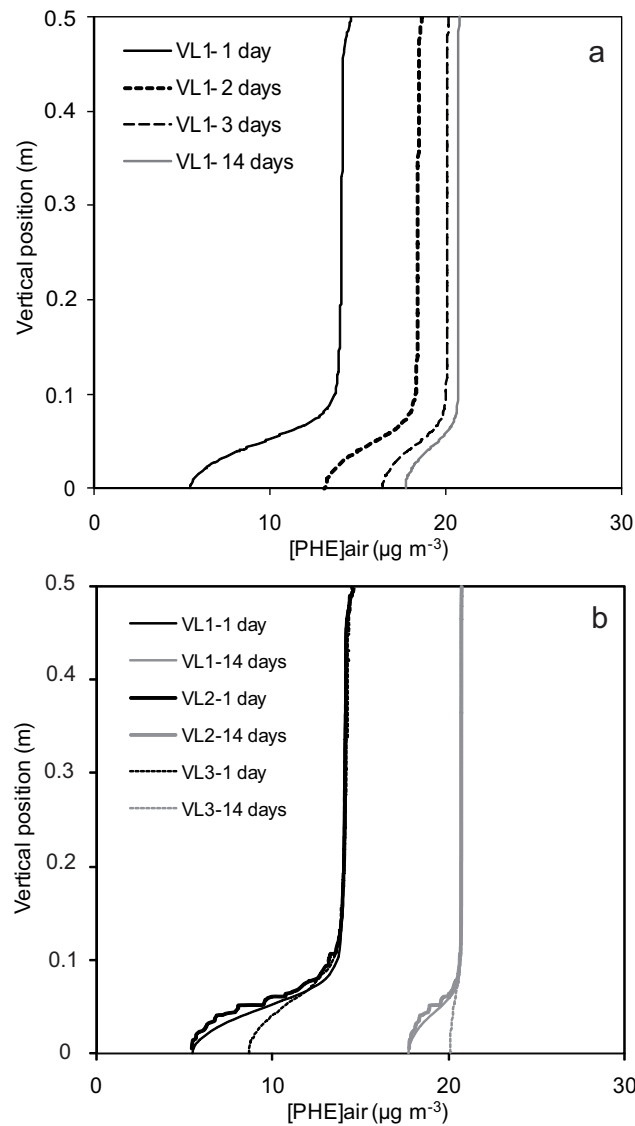 a
VL1- 1 day
VL1- 2 days
VL1- 3 days
VL1- 14 days
Vertical position (m)
0.5
0.4
0.3
0.2
0.1
0
0 10 20 30
[PHE]air (µg m-3)
b
VL1-1 day
VL1-14 days
VL2-1 day
VL2-14 days
VL3-1 day
VL3-14 days
Vertical position (m)
0.5
0.4
0.3
0.2
0.1
0
0 10 20 30
[PHE]air (µg m-3)